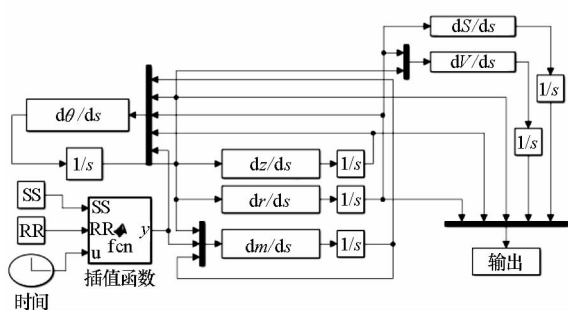 dS/ds
dV/ds
1/s
1/s
dθ/ds
1/s
dz/ds
1/s
dr/ds
1/s
dm/ds
1/s
SS
RR
SS
RR
u
fcn
y
插值函数
时间
输出